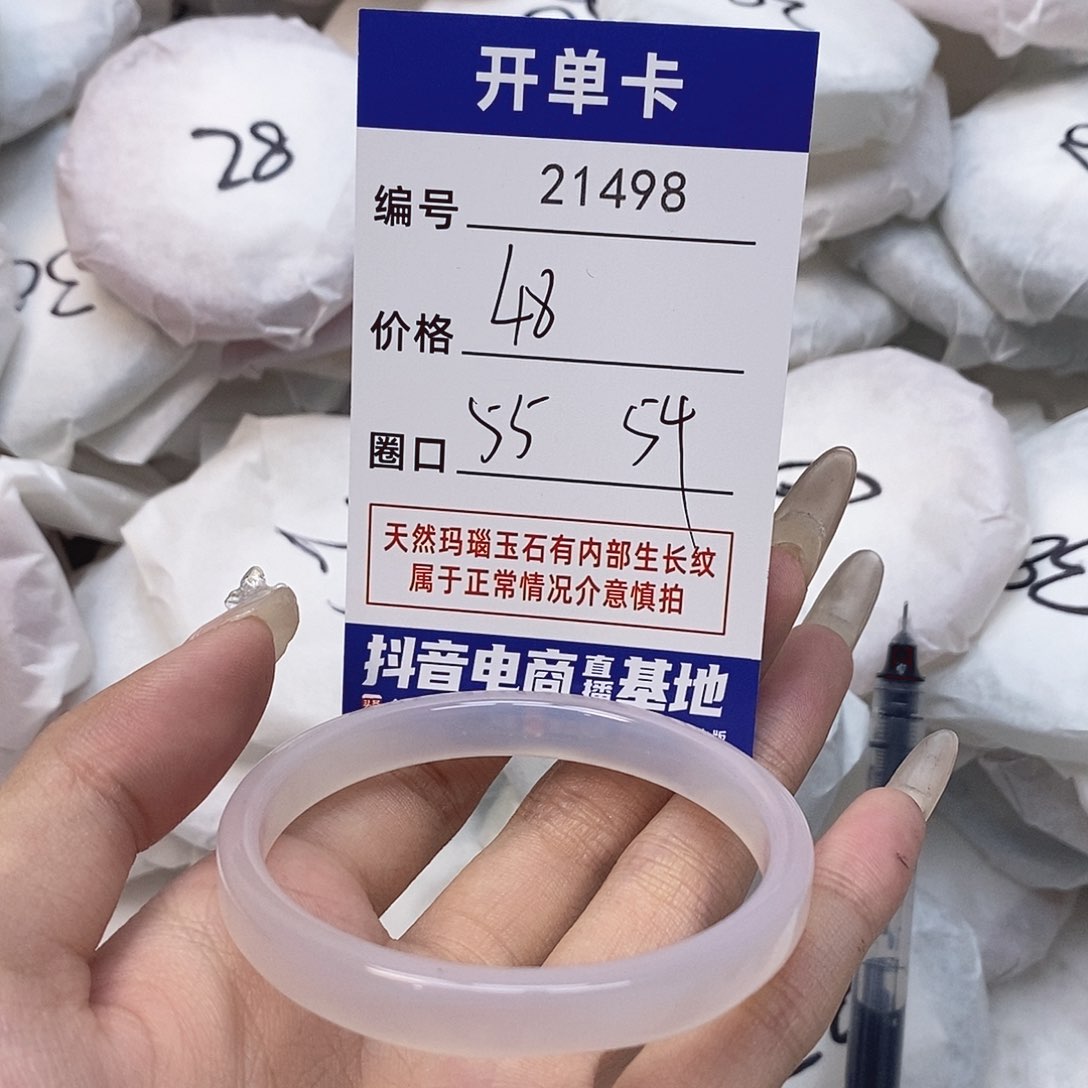 开单卡
编号 21498
价格 48
圈口 55 54
天然玛瑙玉石有内部生长纹
属于正常情况介意慎拍
抖音电商直播基地
28